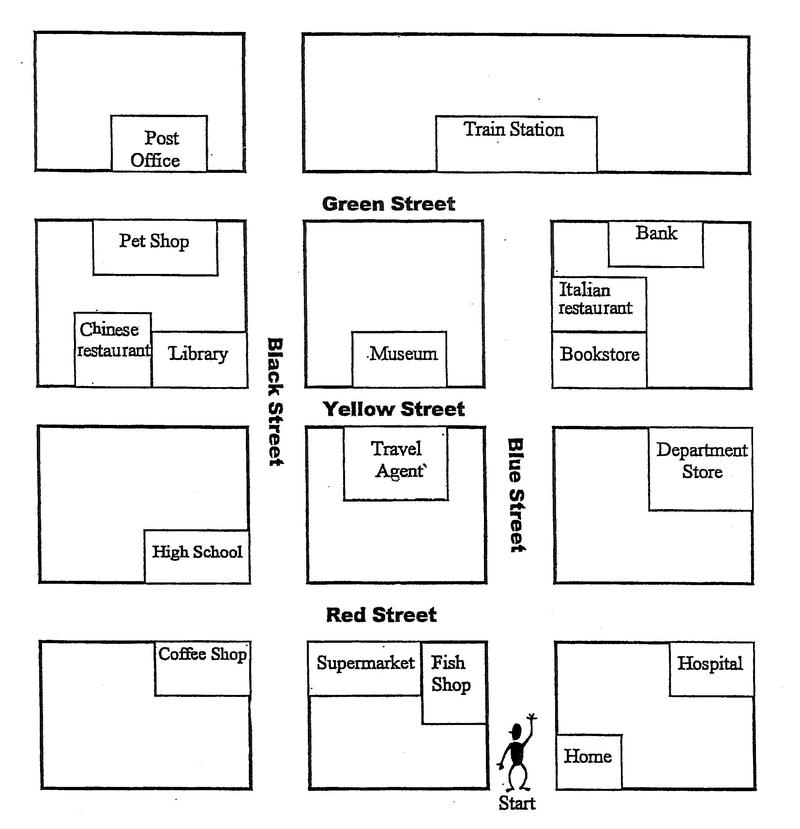 Post
Office
Train Station
Green Street
Pet Shop
Bank
Italian
restaurant
Chinese
restaurant
Library
Museum
Bookstore
Black Street
Yellow Street
Travel
Agent
Blue Street
Department
Store
High School
Red Street
Coffee Shop
Supermarket
Fish
Shop
Hospital
Home
Start